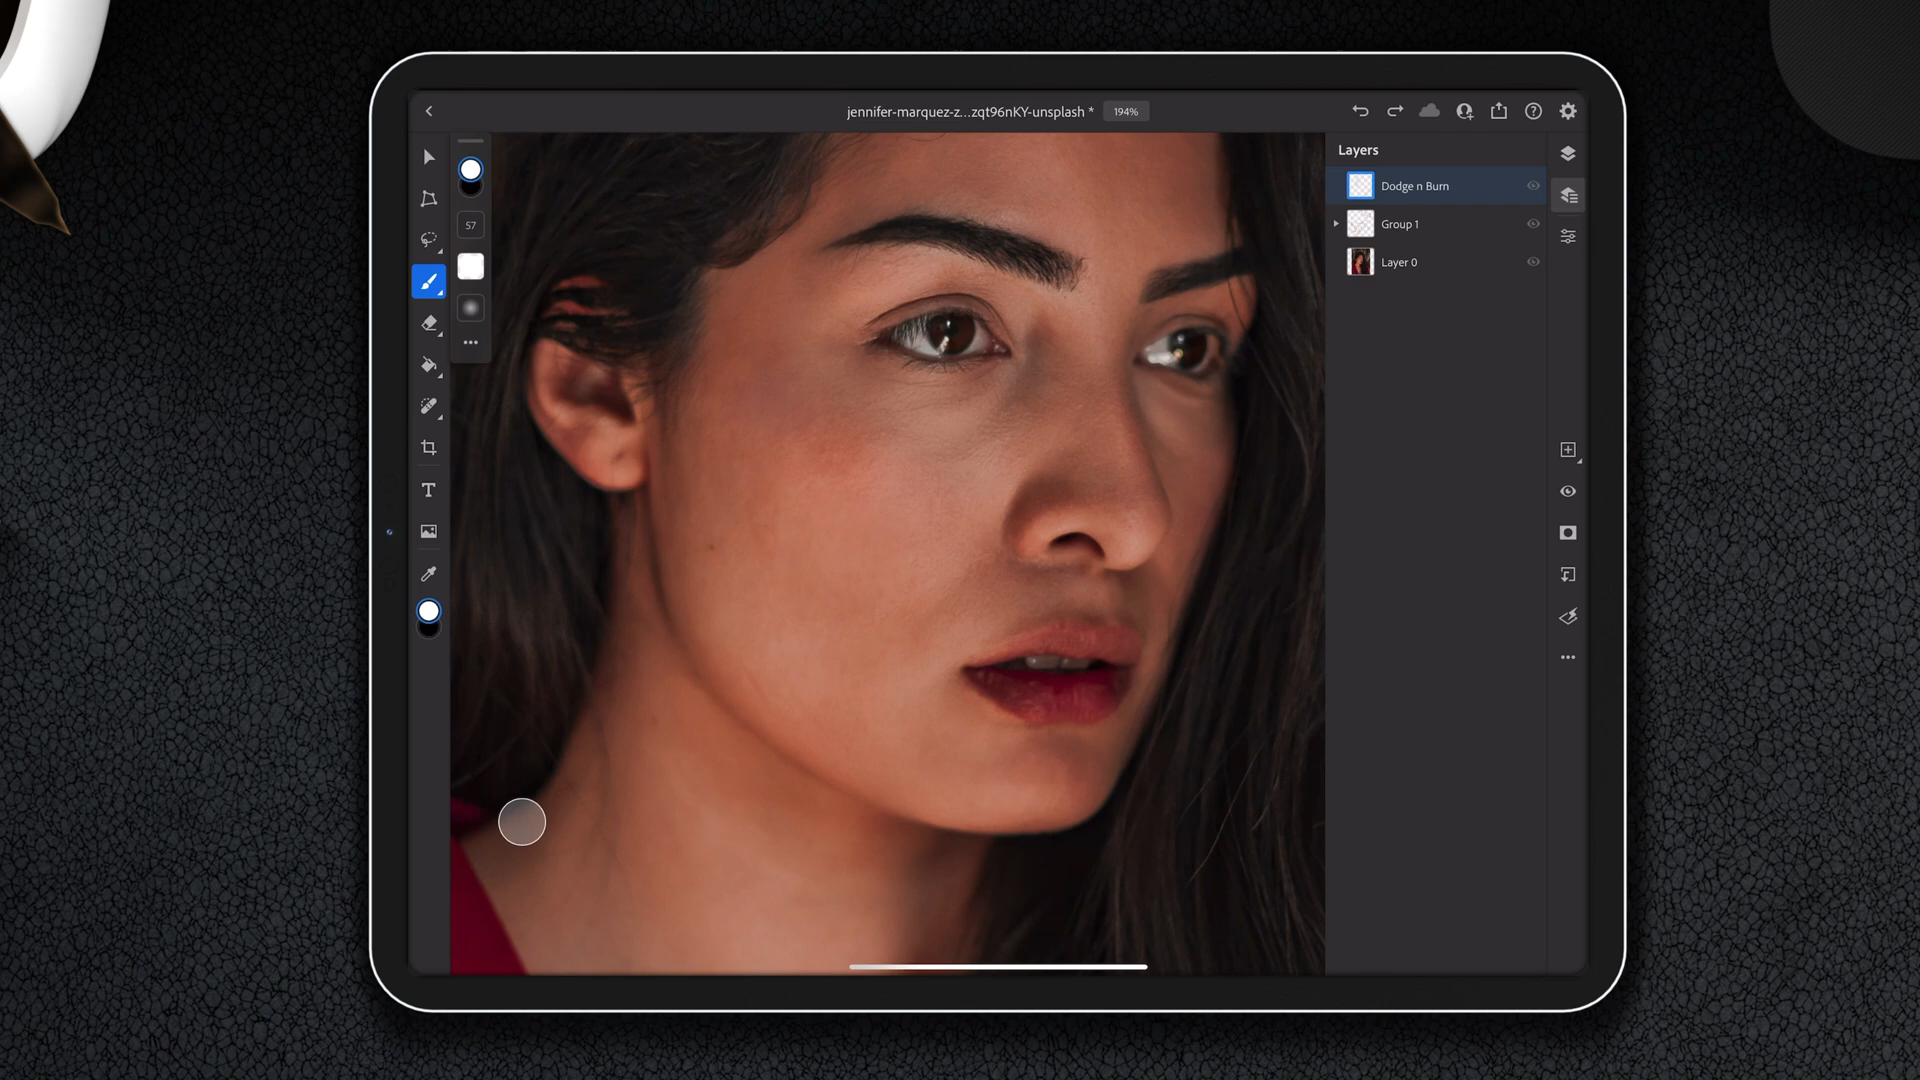 jennifer-marquez-z...zqt96nKY-unsplash *
194%
57
Layers
Dodge n Burn
Group 1
Layer 0